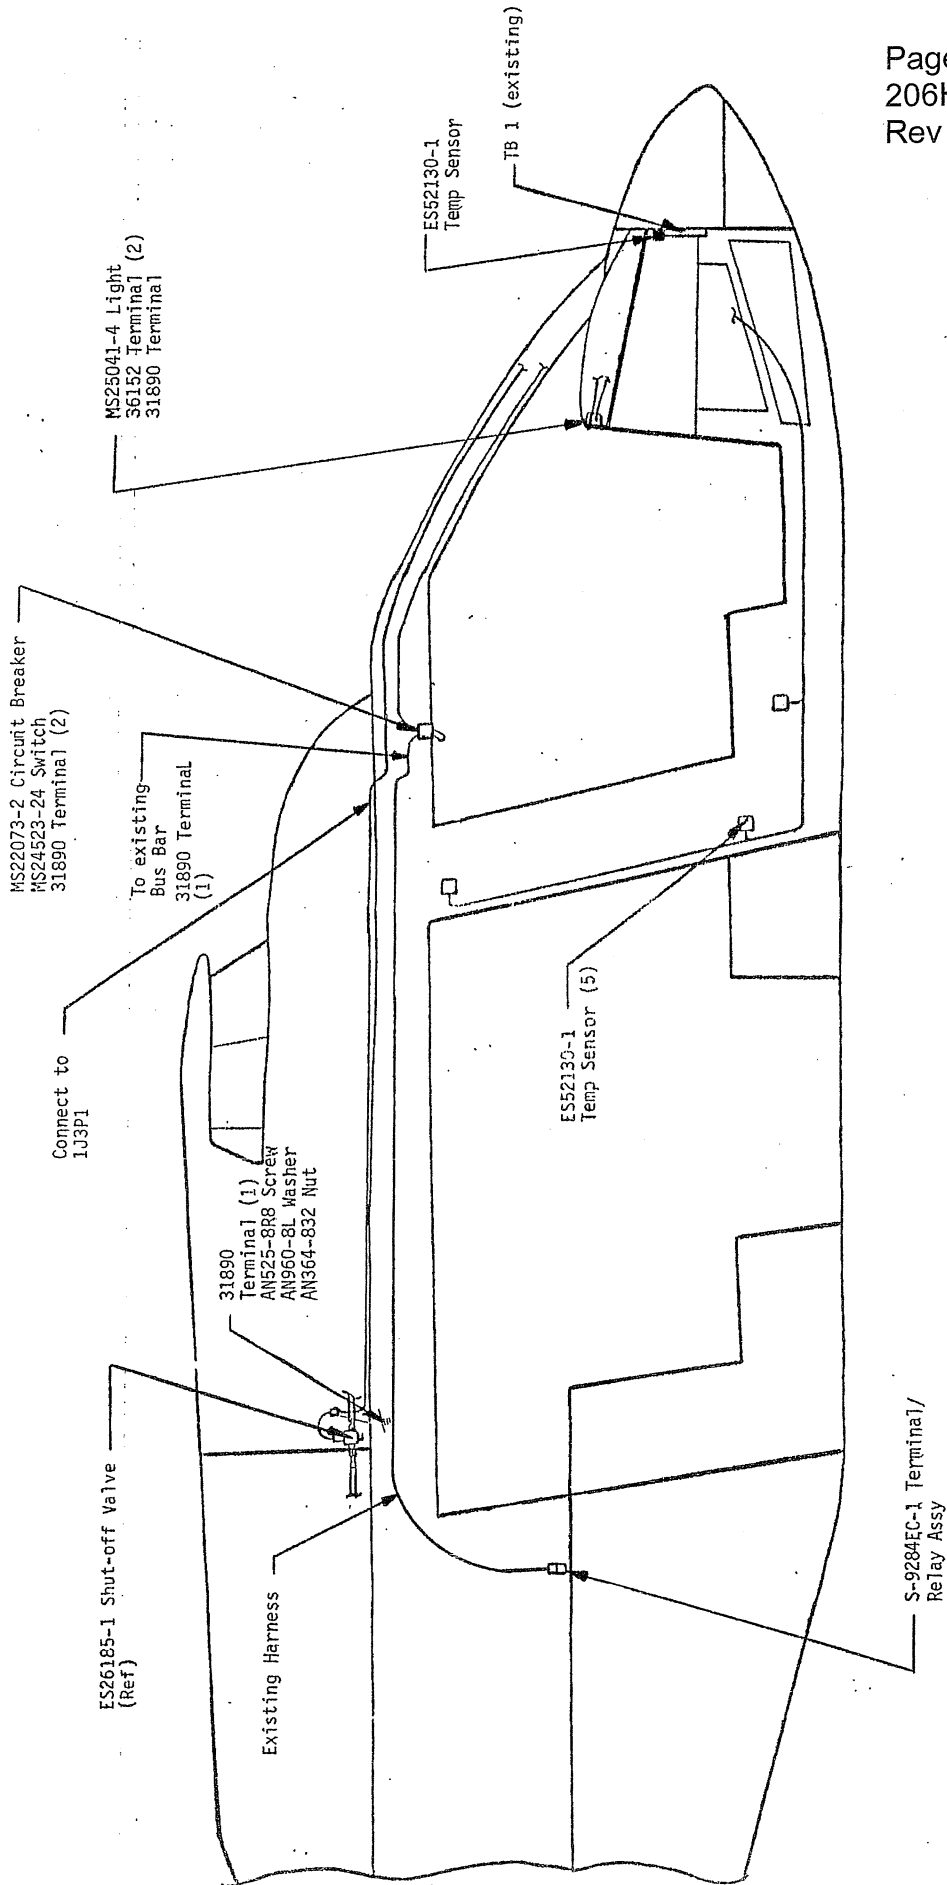 Page
206H
Rev
MS22073-2 Circuit Breaker
MS24523-24 Switch
31890 Terminal (2)
MS25041-4 Light
36152 Terminal (2)
31890 Terminal
ES52130-1
Temp Sensor
TB 1 (existing)
To existing
Bus Bar
31890 Terminal
(1)
Connect to
1J3P1
31890
Terminal (1)
AN525-8R8 Screw
AN960-8L Washer
AN364-832 Nut
ES26185-1 Shut-off Valve
(Ref)
Existing Harness
ES52130-1
Temp Sensor (5)
S-9284EC-1 Terminal/
Relay Assy